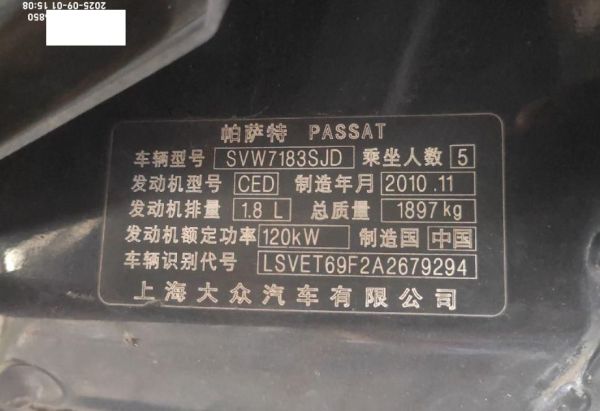 2025-09-01 15:08
850
帕萨特 PASSAT
车辆型号 SVW7183SJD 乘坐人数 5
发动机型号 CED 制造年月 2010.11
发动机排量 1.8 L 总质量 1897kg
发动机额定功率 120kW 制造国 中国
车辆识别代号 LSVET69F2A2679294
上海大众汽车有限公司